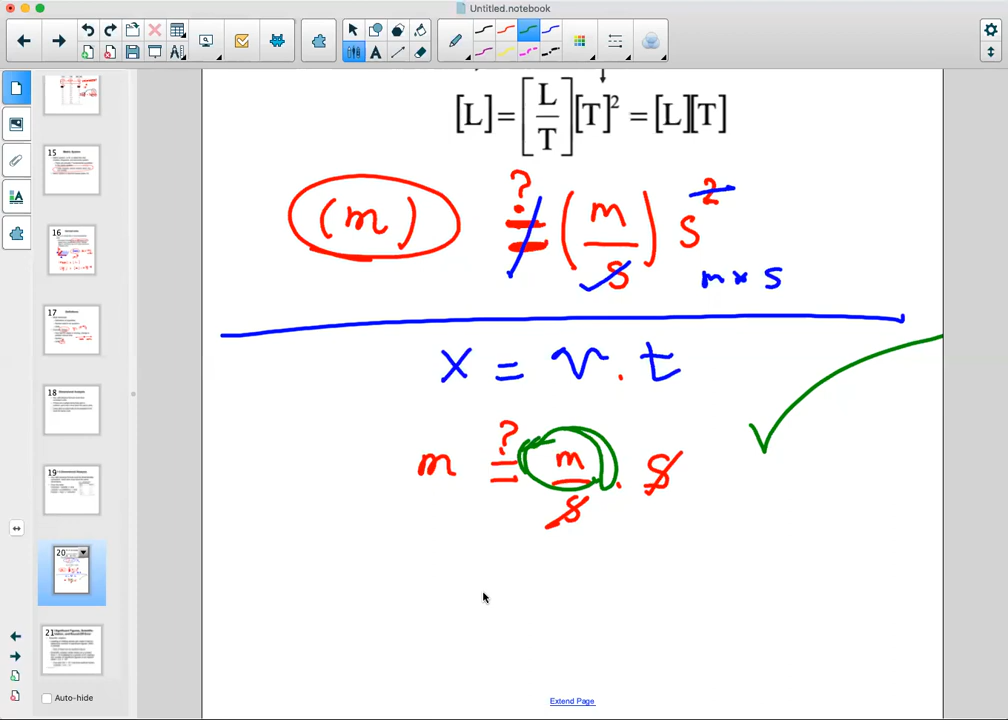 Untitled.notebook
[L] = [L/T][T]² = [L][T]
(m) ≟ (m/s) s²
m × s
x = v . t
m ≟ m/s . s
15
16
17
18
19
20
21
Auto-hide
Extend Page